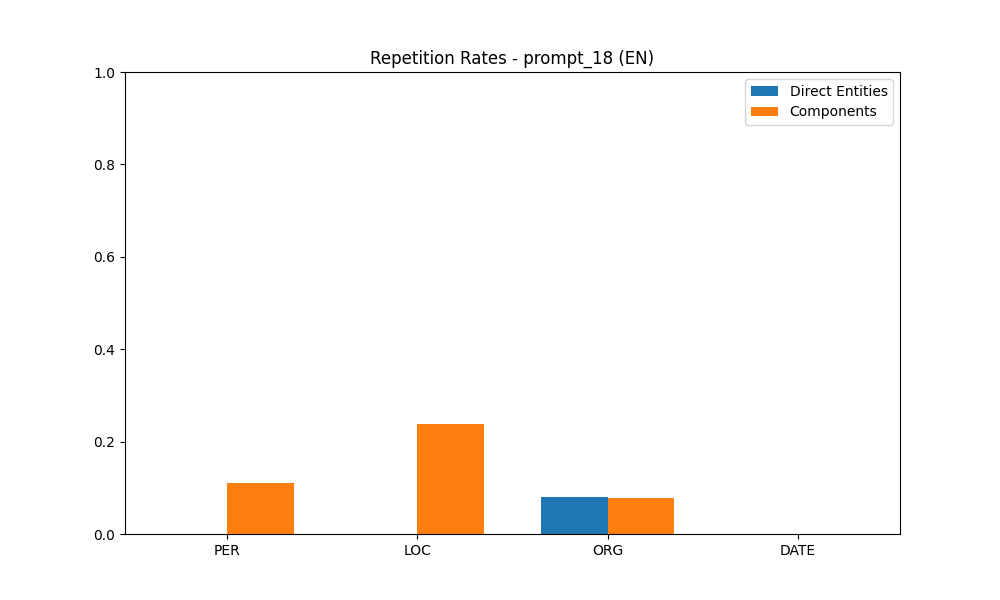 Repetition Rates - prompt_18 (EN)
Direct Entities
Components
1.0
0.8
0.6
0.4
0.2
0.0
PER LOC ORG DATE